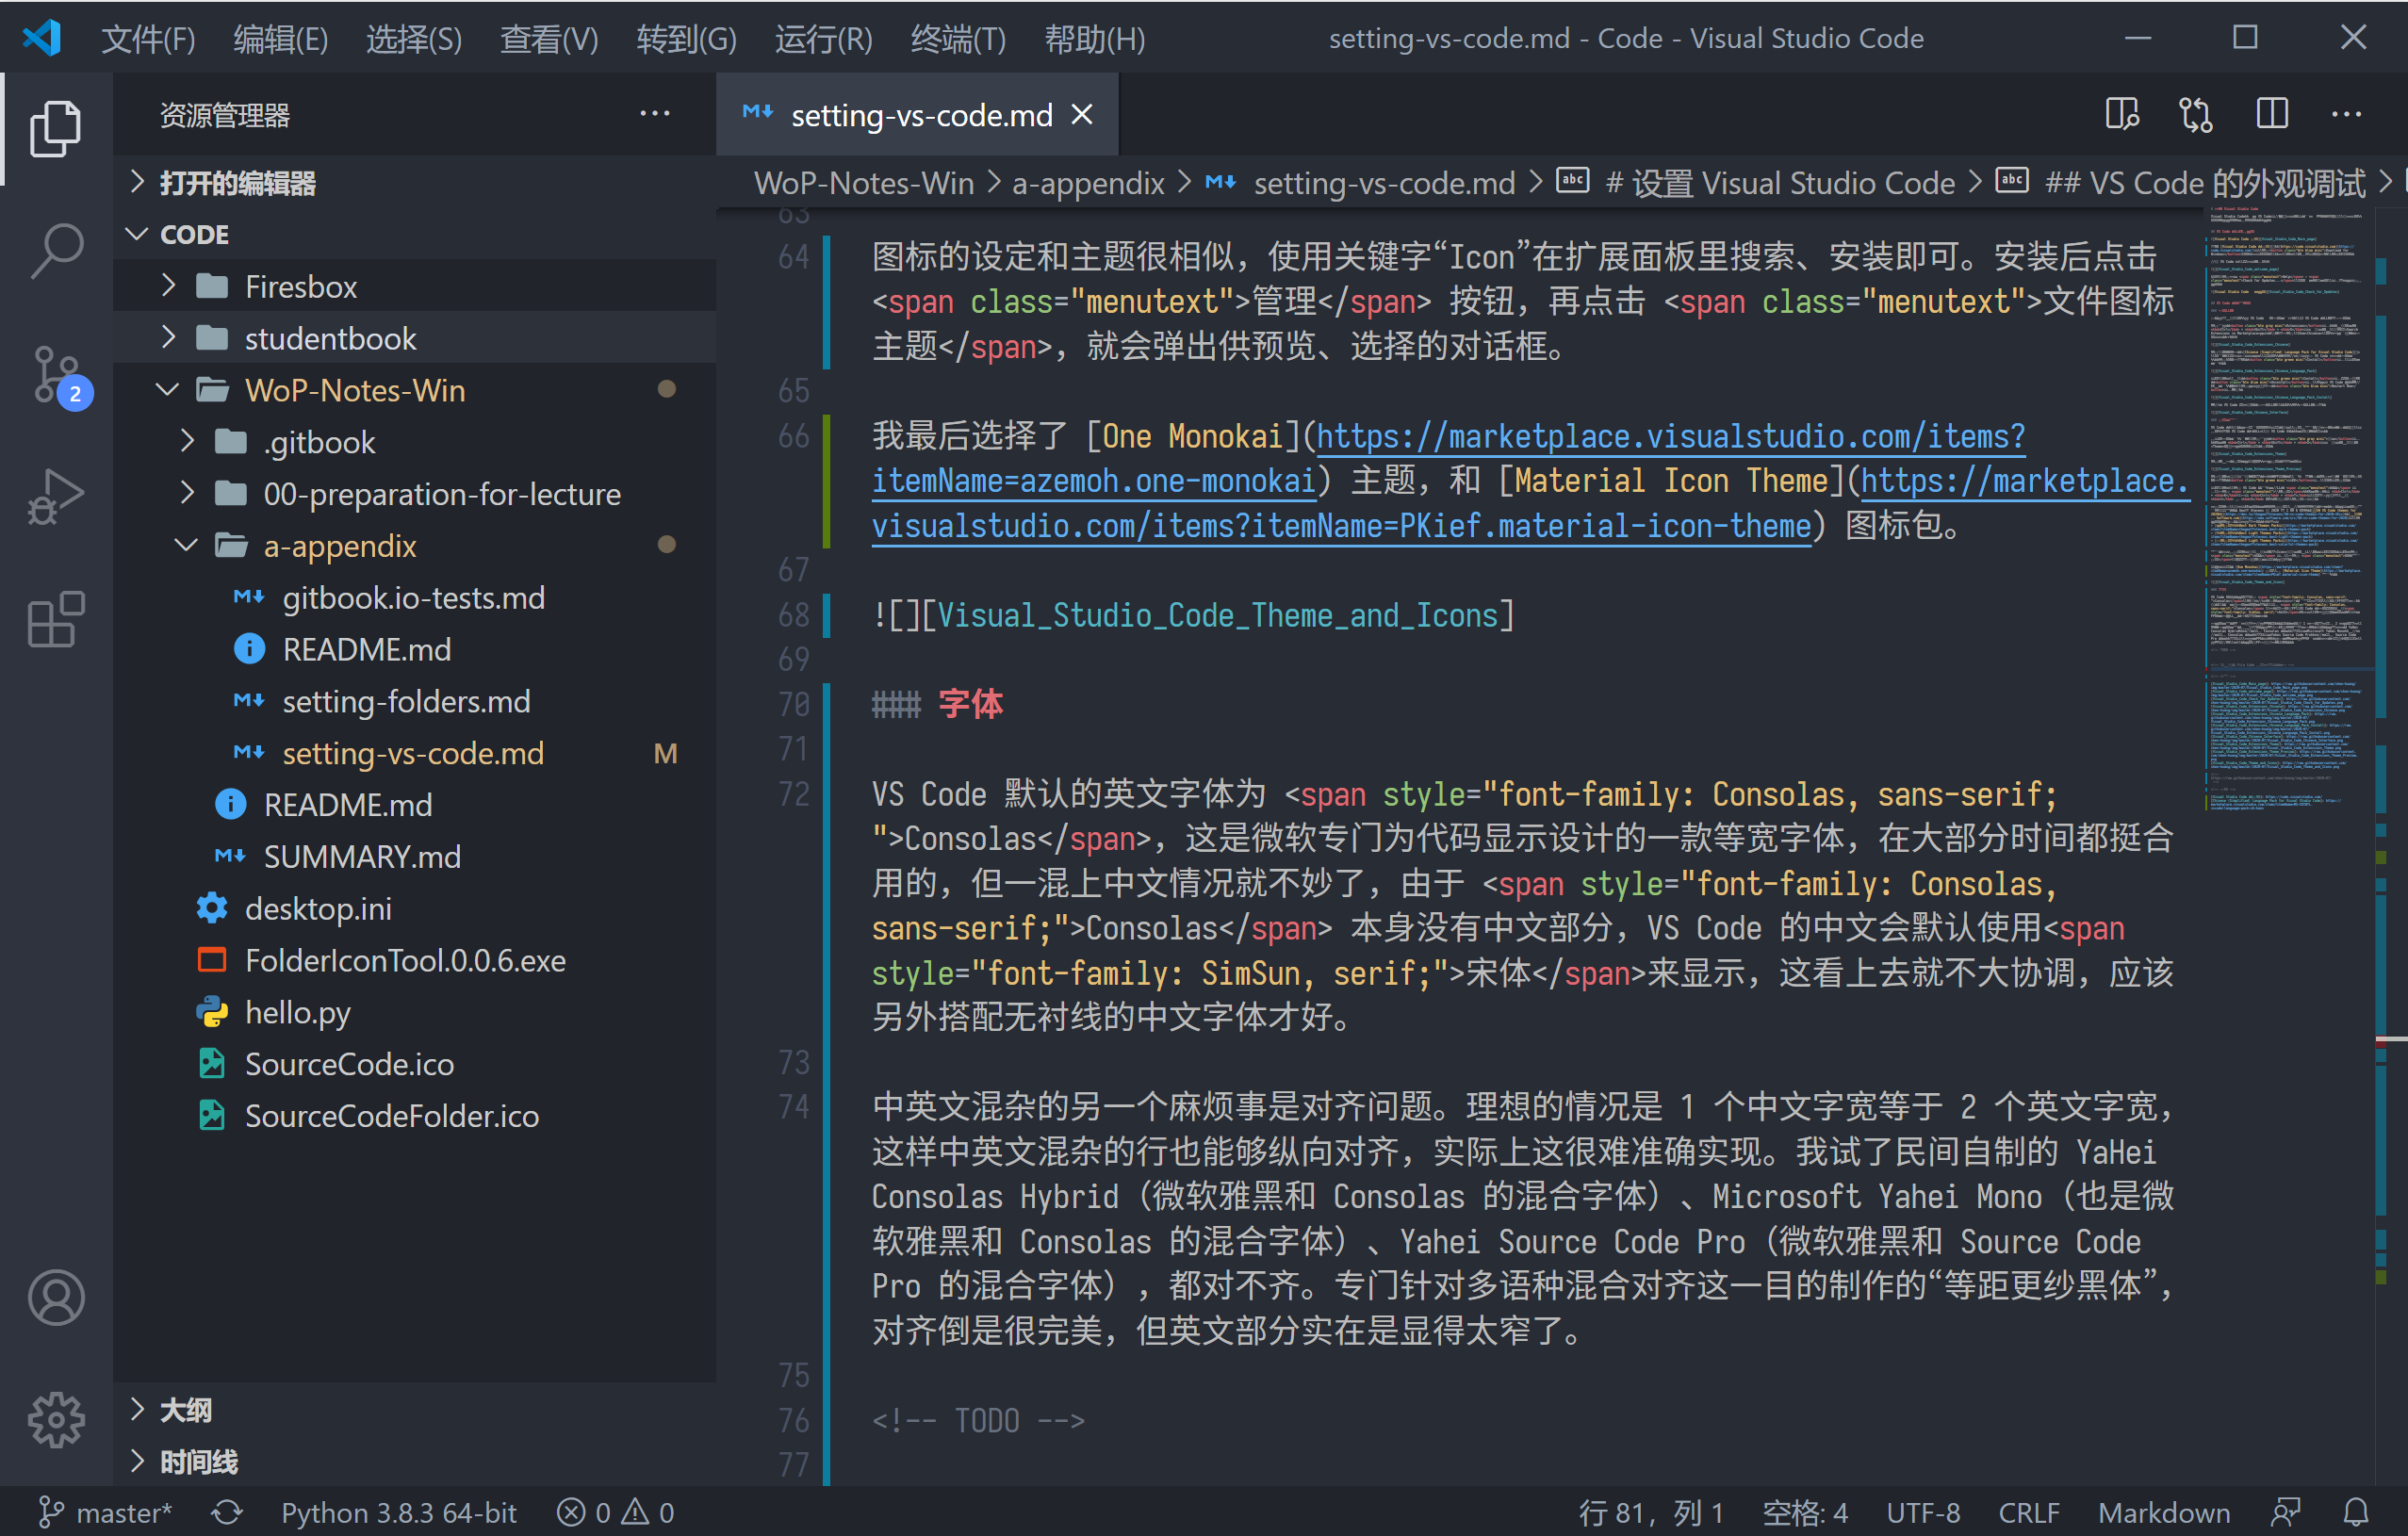 文件(F) 编辑(E) 选择(S) 查看(V) 转到(G) 运行(R) 终端(T) 帮助(H) setting-vs-code.md - Code - Visual Studio Code
资源管理器
打开的编辑器
CODE
Firesbox
studentbook
WoP-Notes-Win
.gitbook
00-preparation-for-lecture
a-appendix
gitbook.io-tests.md
README.md
setting-folders.md
setting-vs-code.md M
README.md
SUMMARY.md
desktop.ini
FolderIconTool.0.0.6.exe
hello.py
SourceCode.ico
SourceCodeFolder.ico
大纲
时间线
2
setting-vs-code.md
WoP-Notes-Win > a-appendix > setting-vs-code.md > # 设置 Visual Studio Code > ## VS Code 的外观调试 >
63
64 图标的设定和主题很相似，使用关键字“Icon”在扩展面板里搜索、安装即可。安装后点击
<span class="menutext">管理</span> 按钮，再点击 <span class="menutext">文件图标
主题</span>，就会弹出供预览、选择的对话框。
65
66 我最后选择了 [One Monokai](https://marketplace.visualstudio.com/items?
itemName=azemoh.one-monokai) 主题，和 [Material Icon Theme](https://marketplace.
visualstudio.com/items?itemName=PKief.material-icon-theme) 图标包。
67
68 ![][Visual_Studio_Code_Theme_and_Icons]
69
70 ### 字体
71
72 VS Code 默认的英文字体为 <span style="font-family: Consolas, sans-serif;
">Consolas</span>，这是微软专门为代码显示设计的一款等宽字体，在大部分时间都挺合
用的，但一混上中文情况就不妙了，由于 <span style="font-family: Consolas,
sans-serif;">Consolas</span> 本身没有中文部分，VS Code 的中文会默认使用<span
style="font-family: SimSun, serif;">宋体</span>来显示，这看上去就不大协调，应该
另外搭配无衬线的中文字体才好。
73
74 中英文混杂的另一个麻烦事是对齐问题。理想的情况是 1 个中文字宽等于 2 个英文字宽，
这样中英文混杂的行也能够纵向对齐，实际上这很难准确实现。我试了民间自制的 YaHei
Consolas Hybrid（微软雅黑和 Consolas 的混合字体）、Microsoft Yahei Mono（也是微
软雅黑和 Consolas 的混合字体）、Yahei Source Code Pro（微软雅黑和 Source Code
Pro 的混合字体），都对不齐。专门针对多语种混合对齐这一目的制作的“等距更纱黑体”，
对齐倒是很完美，但英文部分实在是显得太窄了。
75
76 <!-- TODO -->
77
master* Python 3.8.3 64-bit 0 0 行 81，列 1 空格: 4 UTF-8 CRLF Markdown